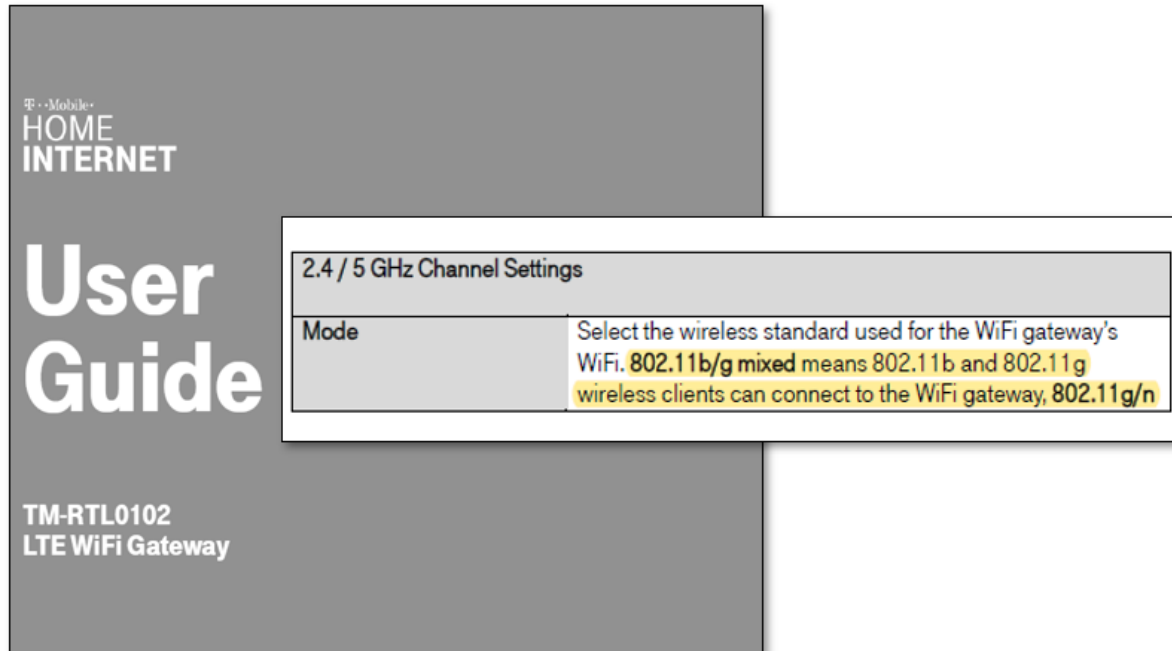 T··Mobile·
HOME
INTERNET
User
Guide
2.4 / 5 GHz Channel Settings
Mode
Select the wireless standard used for the WiFi gateway's
WiFi. 802.11b/g mixed means 802.11b and 802.11g
wireless clients can connect to the WiFi gateway, 802.11g/n
TM-RTL0102
LTE WiFi Gateway